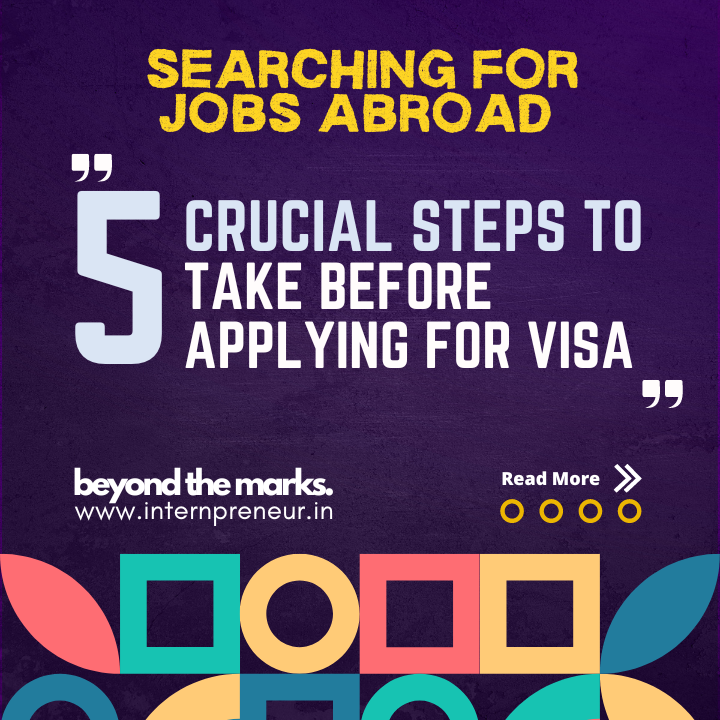 SEARCHING FOR
JOBS ABROAD
”
5 CRUCIAL STEPS TO
TAKE BEFORE
APPLYING FOR VISA
”
beyond the marks.
www.internpreneur.in
Read More »